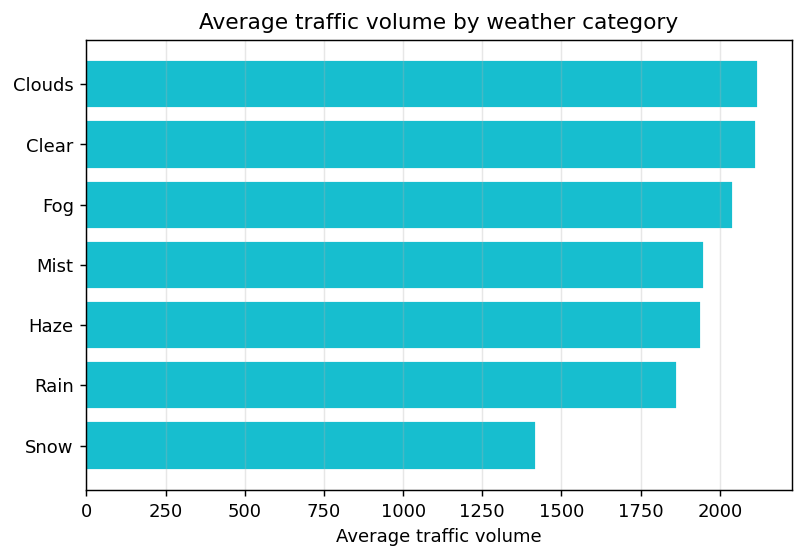 Average traffic volume by weather category
Clouds
Clear
Fog
Mist
Haze
Rain
Snow
0 250 500 750 1000 1250 1500 1750 2000
Average traffic volume